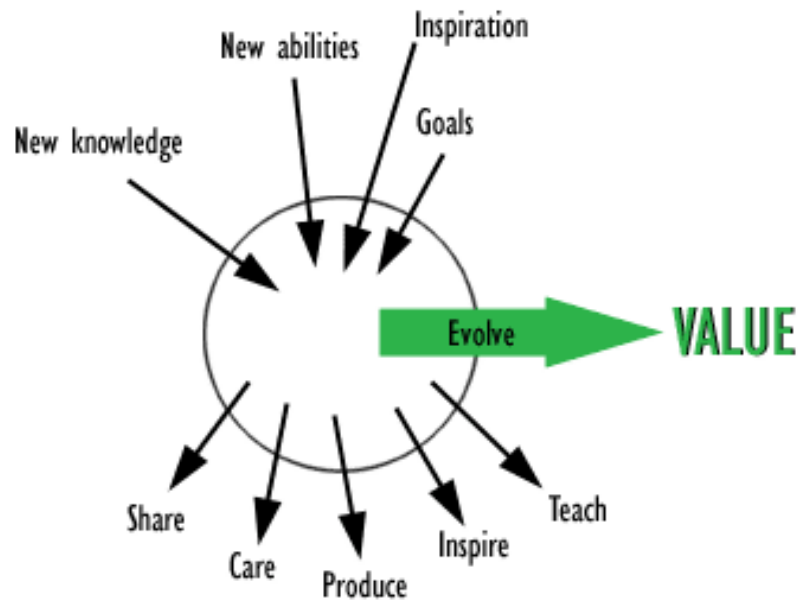 Inspiration
New abilities
Goals
New knowledge
Evolve
VALUE
Share
Care
Produce
Inspire
Teach